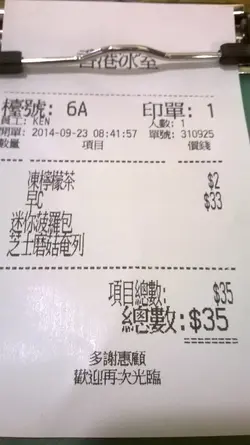 香港冰室
檯號: 6A 印單: 1
員工: KEN 人數: 1
開單: 2014-09-23 08:41:57 單號: 310925
數量 項目 價錢
凍檸檬茶 $2
早C $33
迷你菠羅包
芝士磨菇奄列
項目總數: $35
總數:$35
多謝惠顧
歡迎再次光臨